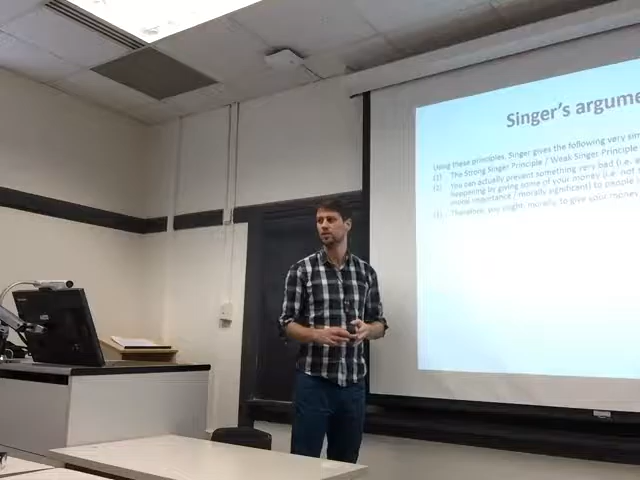 Singer's argume
Using these principles, Singer gives the following very sim
(1) The Strong Singer Principle / Weak Singer Principle
(2) You can actually prevent something very bad (i.e. e
happening by giving some of your money (i.e. not s
moral importance / morally significant) to people i
(3) Therefore, you ought, morally, to give your money